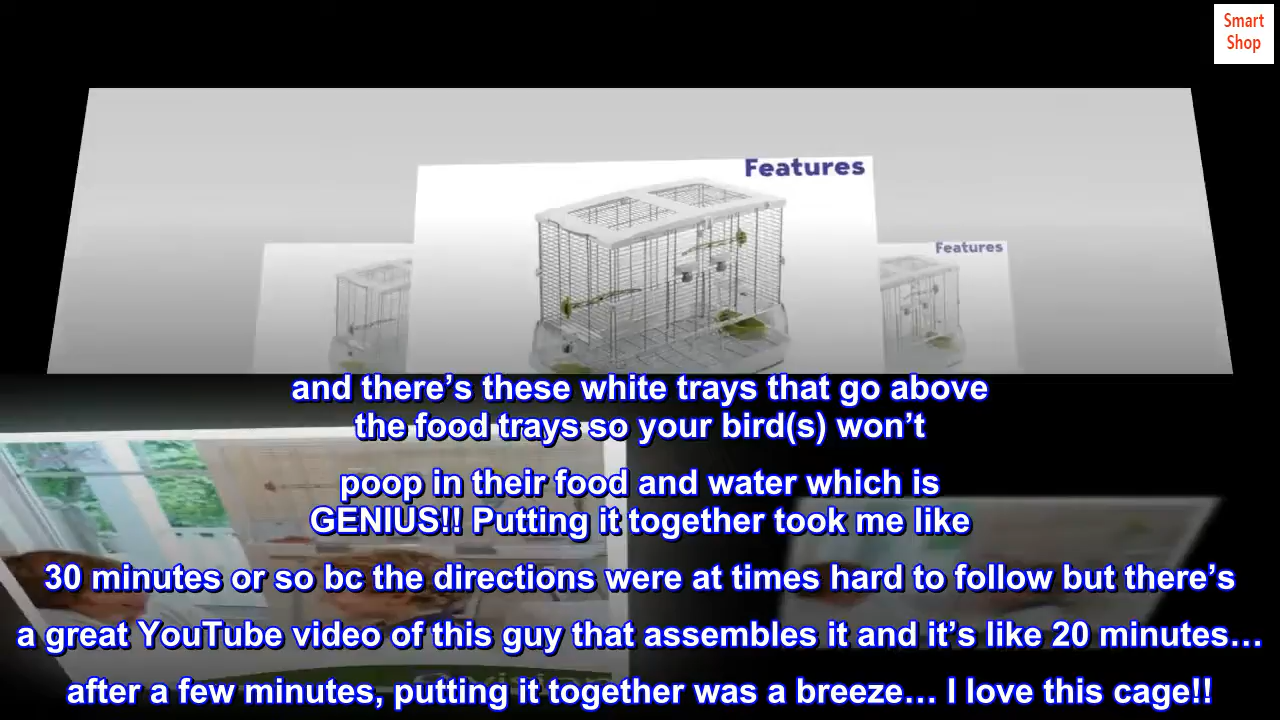 Smart
Shop
Features
Features
and there’s these white trays that go above
the food trays so your bird(s) won’t
poop in their food and water which is
GENIUS!! Putting it together took me like
30 minutes or so bc the directions were at times hard to follow but there’s
a great YouTube video of this guy that assembles it and it’s like 20 minutes…
after a few minutes, putting it together was a breeze… I love this cage!!